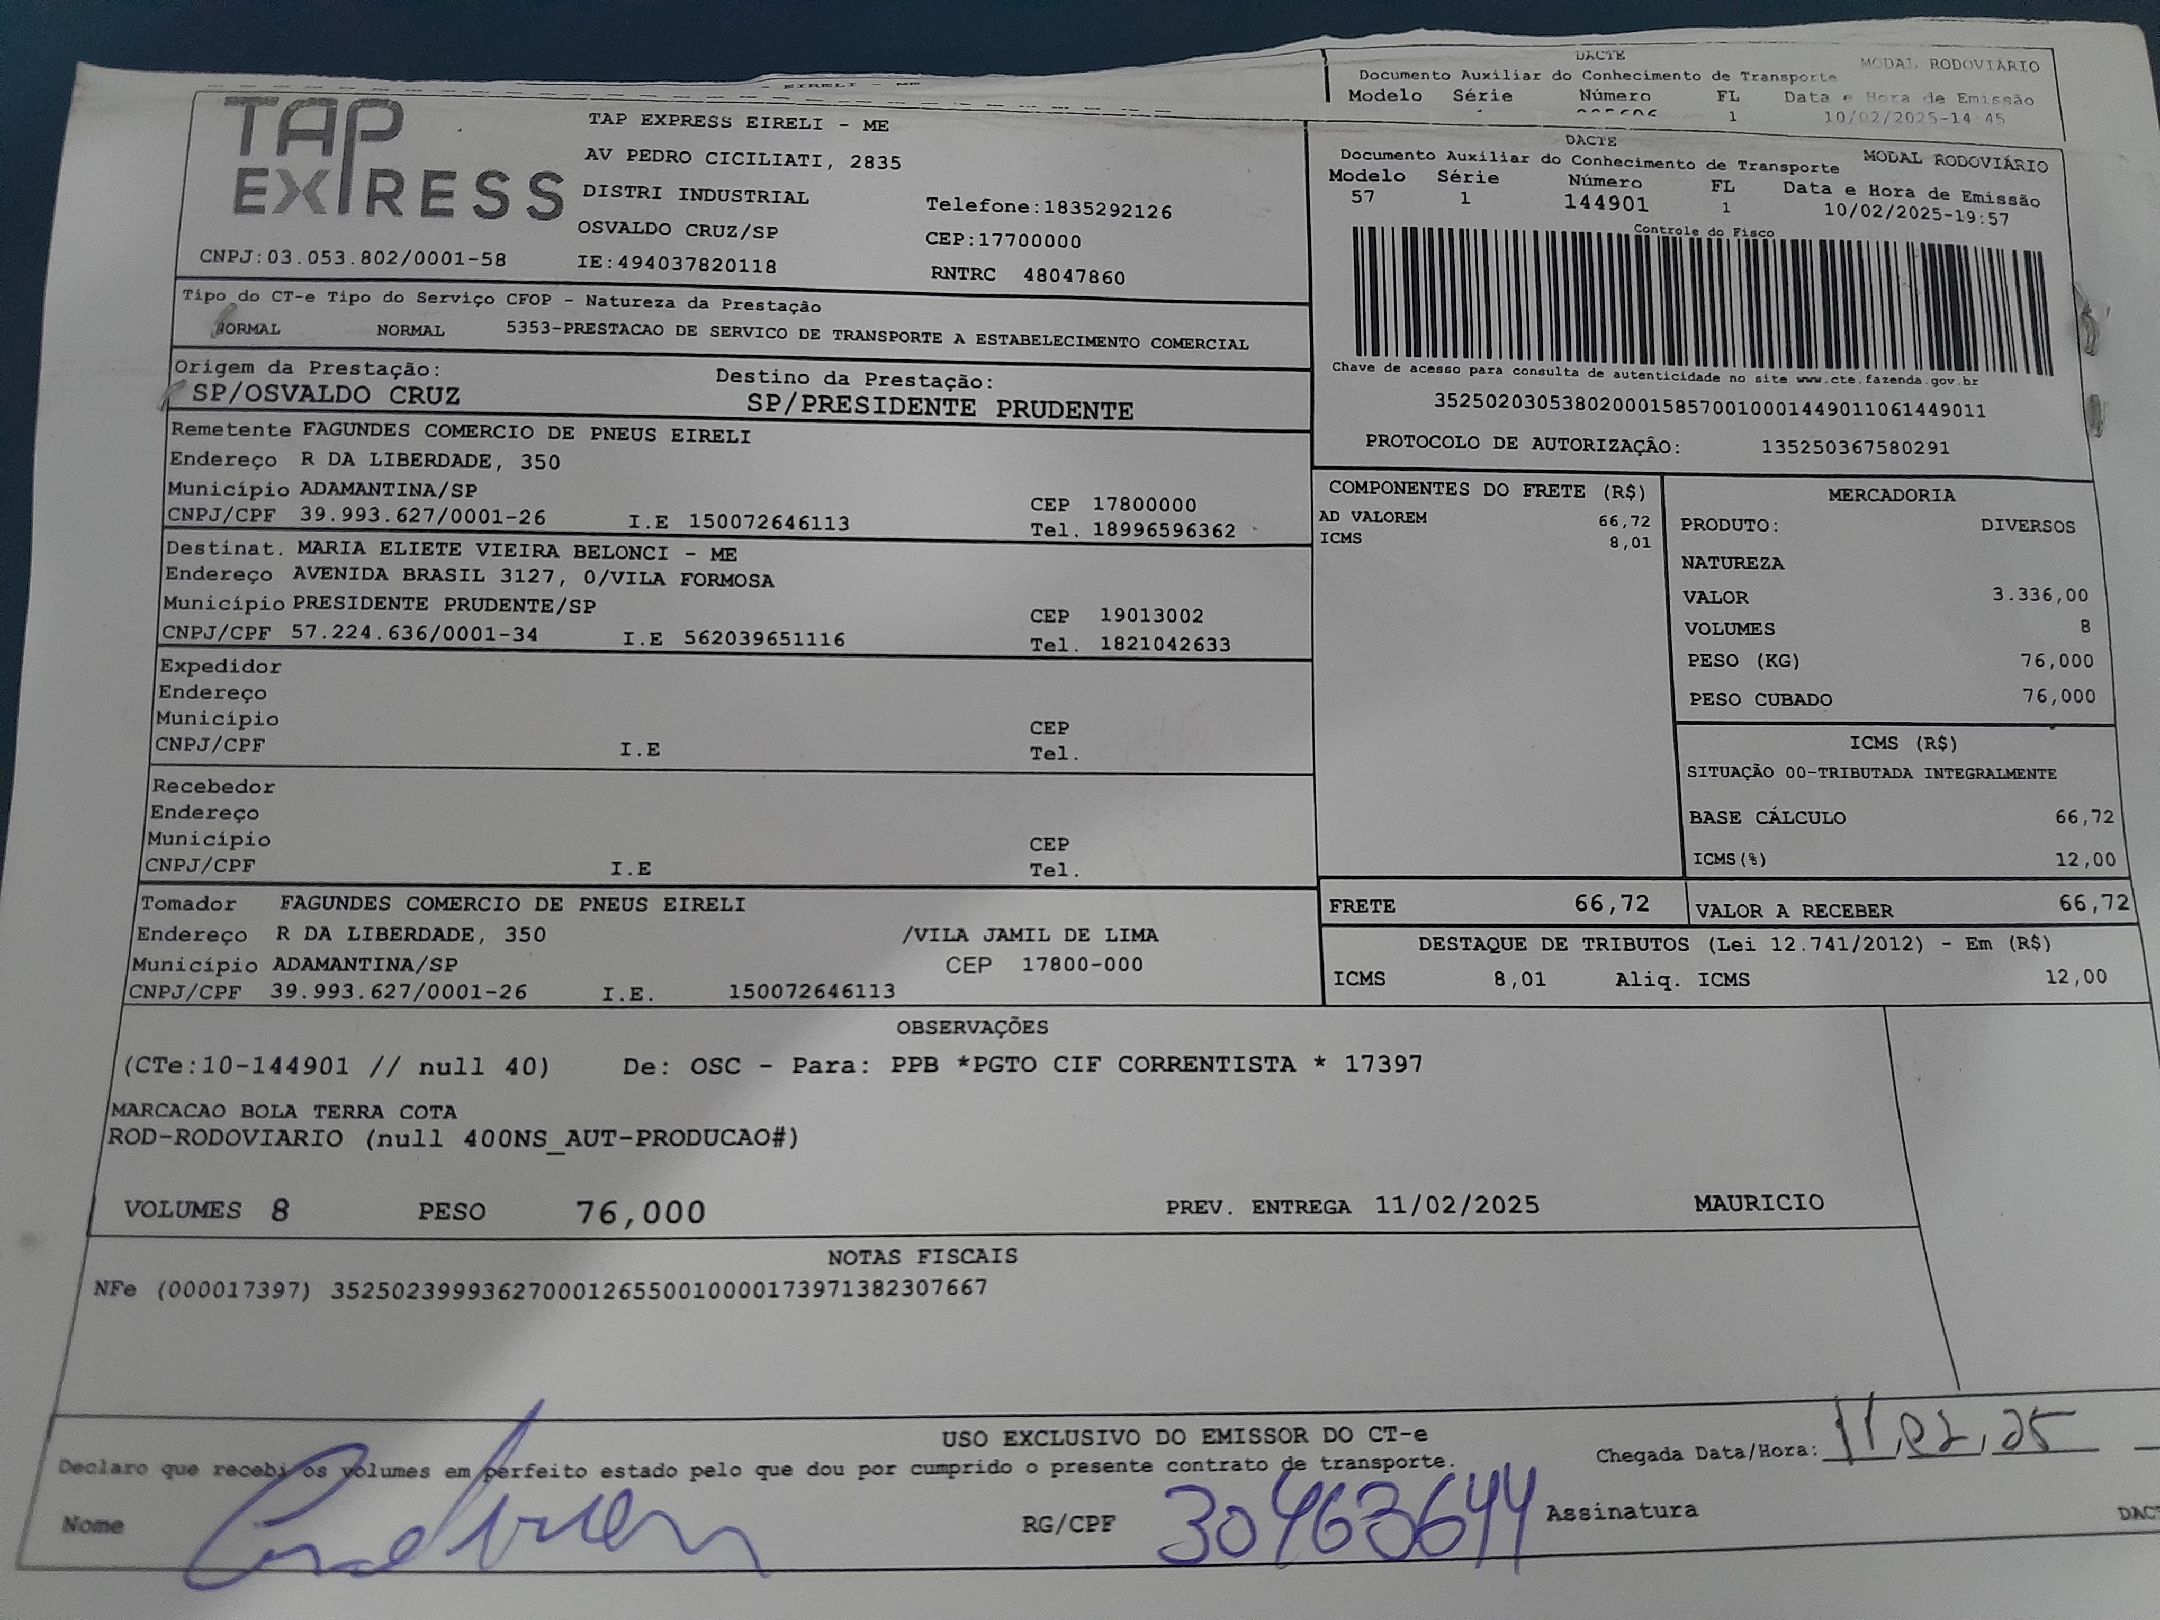 EIRELI - ME
DACTE
Documento Auxiliar do Conhecimento de Transporte
MODAL RODOVIÁRIO
Modelo Série Número FL Data e Hora de Emissão
1 10/02/2025-14:45
TAP EXPRESS
CNPJ:03.053.802/0001-58
TAP EXPRESS EIRELI - ME
AV PEDRO CICILIATI, 2835
DISTRI INDUSTRIAL
Telefone:1835292126
OSVALDO CRUZ/SP
CEP:17700000
IE:494037820118
RNTRC 48047860
DACTE
Documento Auxiliar do Conhecimento de Transporte
MODAL RODOVIÁRIO
Modelo Série Número FL Data e Hora de Emissão
57 1 144901 1 10/02/2025-19:57
Controle do Fisco
Chave de acesso para consulta de autenticidade no site www.cte.fazenda.gov.br
35250203053802000158570010001449011061449011
PROTOCOLO DE AUTORIZAÇÂO: 135250367580291
Tipo do CT-e Tipo do Serviço CFOP - Natureza da Prestação
NORMAL NORMAL 5353-PRESTACAO DE SERVICO DE TRANSPORTE A ESTABELECIMENTO COMERCIAL
Origem da Prestação: Destino da Prestação:
SP/OSVALDO CRUZ SP/PRESIDENTE PRUDENTE
Remetente FAGUNDES COMERCIO DE PNEUS EIRELI
Endereço R DA LIBERDADE, 350
Município ADAMANTINA/SP CEP 17800000
CNPJ/CPF 39.993.627/0001-26 I.E 150072646113 Tel. 18996596362
Destinat. MARIA ELIETE VIEIRA BELONCI - ME
Endereço AVENIDA BRASIL 3127, 0/VILA FORMOSA
Município PRESIDENTE PRUDENTE/SP CEP 19013002
CNPJ/CPF 57.224.636/0001-34 I.E 562039651116 Tel. 1821042633
Expedidor
Endereço
Município CEP
CNPJ/CPF I.E Tel.
Recebedor
Endereço
Município CEP
CNPJ/CPF I.E Tel.
Tomador FAGUNDES COMERCIO DE PNEUS EIRELI
Endereço R DA LIBERDADE, 350 /VILA JAMIL DE LIMA
Município ADAMANTINA/SP CEP 17800-000
CNPJ/CPF 39.993.627/0001-26 I.E. 150072646113
COMPONENTES DO FRETE (R$)
AD VALOREM 66,72
ICMS 8,01
MERCADORIA
PRODUTO: DIVERSOS
NATUREZA
VALOR 3.336,00
VOLUMES 8
PESO (KG) 76,000
PESO CUBADO 76,000
ICMS (R$)
SITUAÇÃO 00-TRIBUTADA INTEGRALMENTE
BASE CÁLCULO 66,72
ICMS(%) 12,00
FRETE 66,72 VALOR A RECEBER 66,72
DESTAQUE DE TRIBUTOS (Lei 12.741/2012) - Em (R$)
ICMS 8,01 Aliq. ICMS 12,00
OBSERVAÇÕES
(CTe:10-144901 // null 40) De: OSC - Para: PPB *PGTO CIF CORRENTISTA * 17397
MARCACAO BOLA TERRA COTA
ROD-RODOVIARIO (null 400NS_AUT-PRODUCAO#)
VOLUMES 8 PESO 76,000 PREV. ENTREGA 11/02/2025 MAURICIO
NOTAS FISCAIS
NFe (000017397) 35250239993627000126550010000173971382307667
USO EXCLUSIVO DO EMISSOR DO CT-e
Declaro que recebi os volumes em perfeito estado pelo que dou por cumprido o presente contrato de transporte.
Chegada Data/Hora: 11,02,25
Nome RG/CPF 30463644 Assinatura
DACT